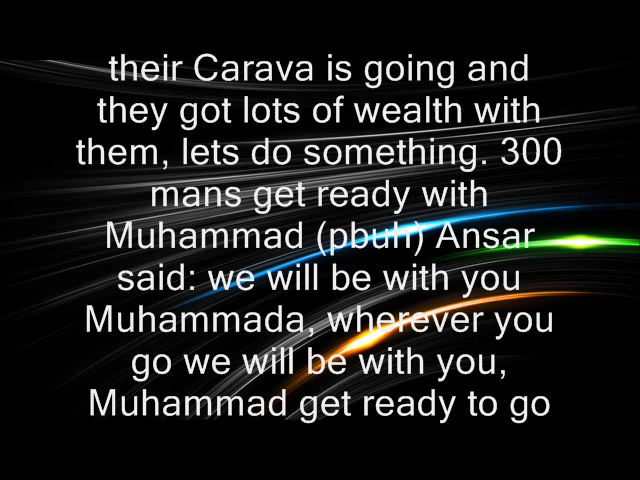 their Carava is going and
they got lots of wealth with
them, lets do something. 300
mans get ready with
Muhammad (pbuh) Ansar
said: we will be with you
Muhammada, wherever you
go we will be with you,
Muhammad get ready to go